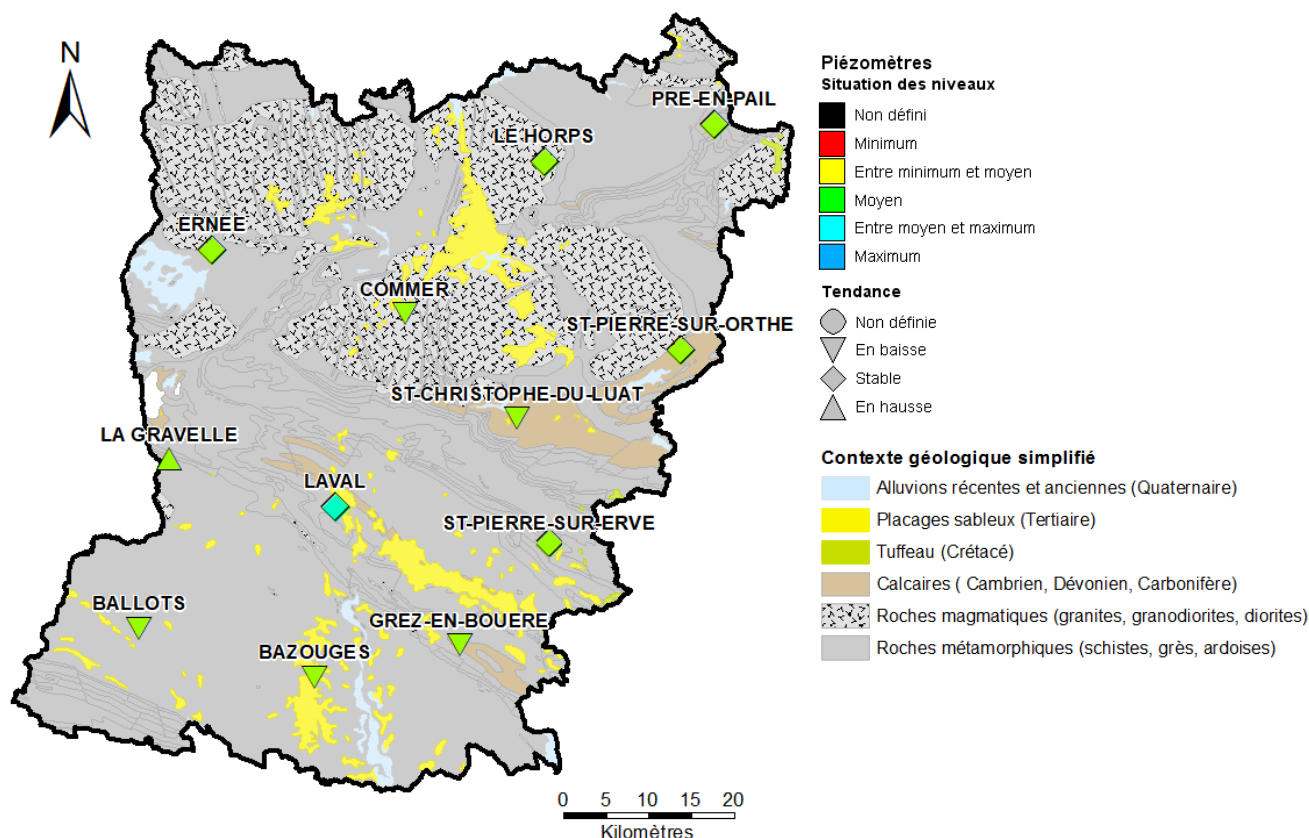 N
PRE-EN-PAIL
LE HORPS
ERNEE
COMMER
ST-PIERRE-SUR-ORTHE
ST-CHRISTOPHE-DU-LUAT
LA GRAVELLE
LAVAL
ST-PIERRE-SUR-ERVE
BALLOTS
GREZ-EN-BOUERE
BAZOUGES
0 5 10 15 20
Kilomètres
Piézomètres
Situation des niveaux
Non défini
Minimum
Entre minimum et moyen
Moyen
Entre moyen et maximum
Maximum
Tendance
Non définie
En baisse
Stable
En hausse
Contexte géologique simplifié
Alluvions récentes et anciennes (Quaternaire)
Placages sableux (Tertiaire)
Tuffeau (Crétacé)
Calcaires ( Cambrien, Dévonien, Carbonifère)
Roches magmatiques (granites, granodiorites, diorites)
Roches métamorphiques (schistes, grès, ardoises)